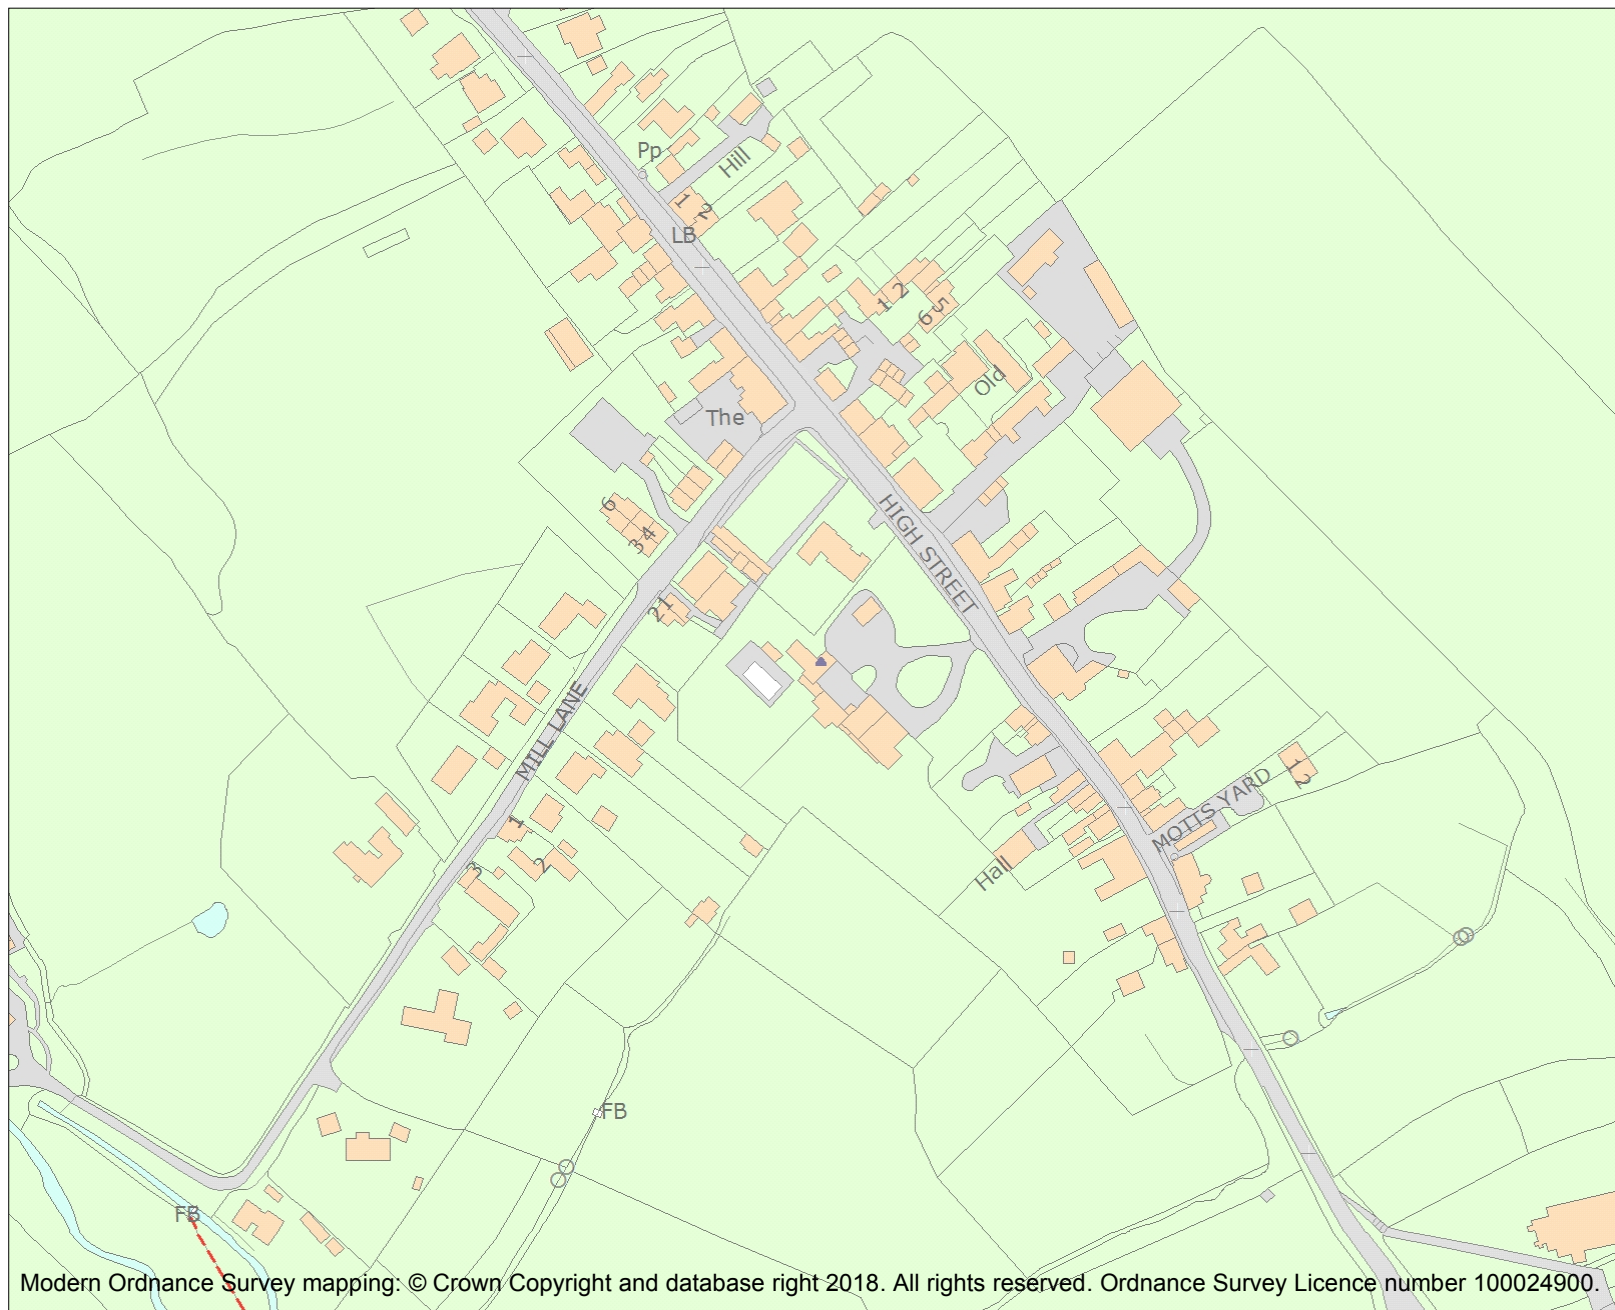 Pp
Hill
1 2
LB
1 2
6 5
Old
The
6
3 4
HIGH STREET
2 1
MILL LANE
1
2
3
MOTTS YARD
1 2
Hall
FB
FB
Modern Ordnance Survey mapping: © Crown Copyright and database right 2018. All rights reserved. Ordnance Survey Licence number 100024900.